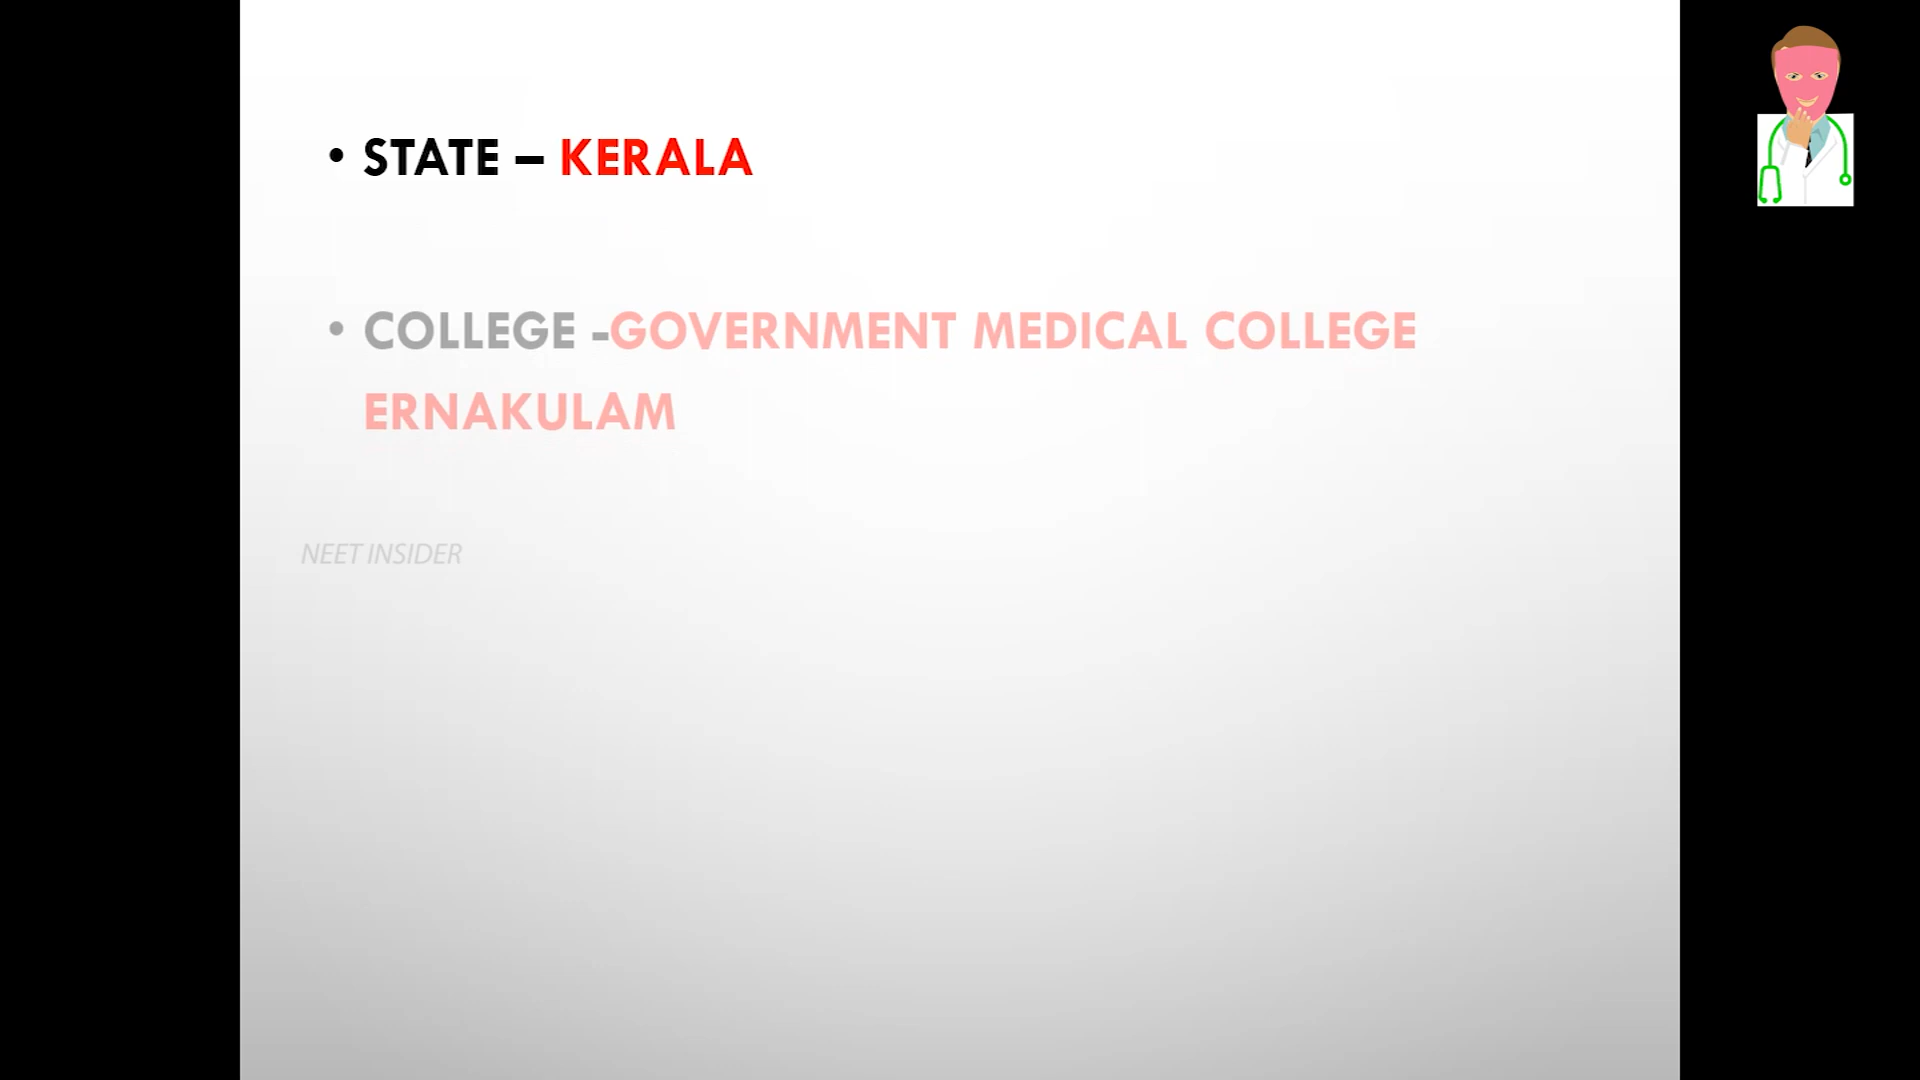 • STATE – KERALA
• COLLEGE -GOVERNMENT MEDICAL COLLEGE
ERNAKULAM
NEET INSIDER